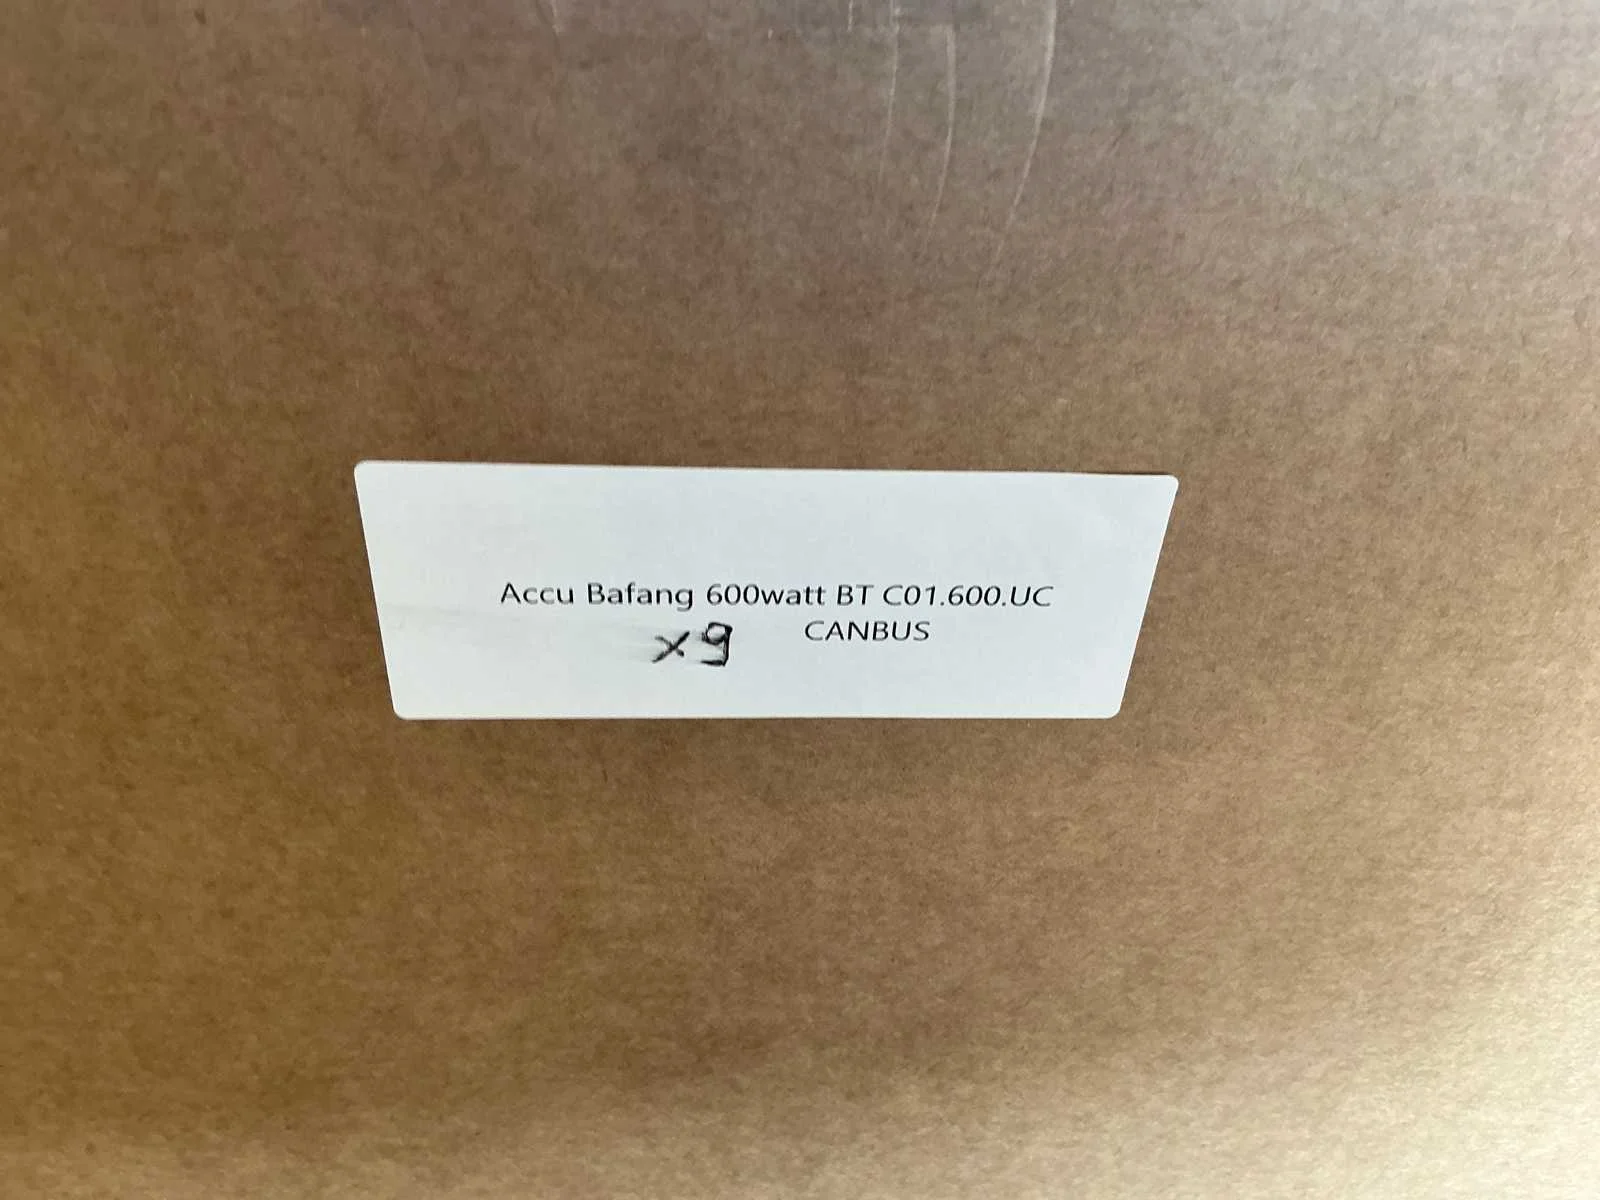 Accu Bafang 600watt BT C01.600.UC
CANBUS
x9